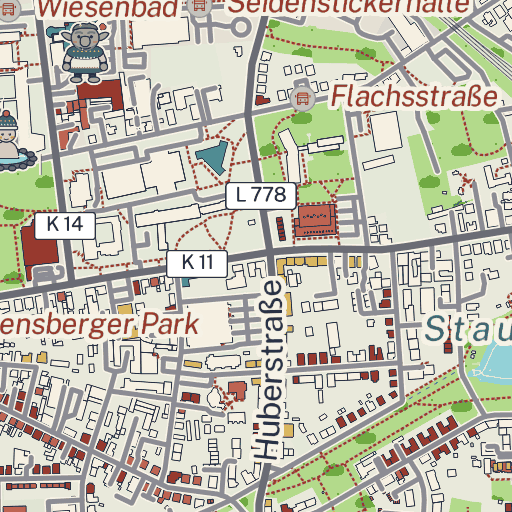 Wiesenbad
Seidenstickerhalle
Flachsstraße
L 778
K 14
K 11
ensberger Park
Huberstraße
Stau